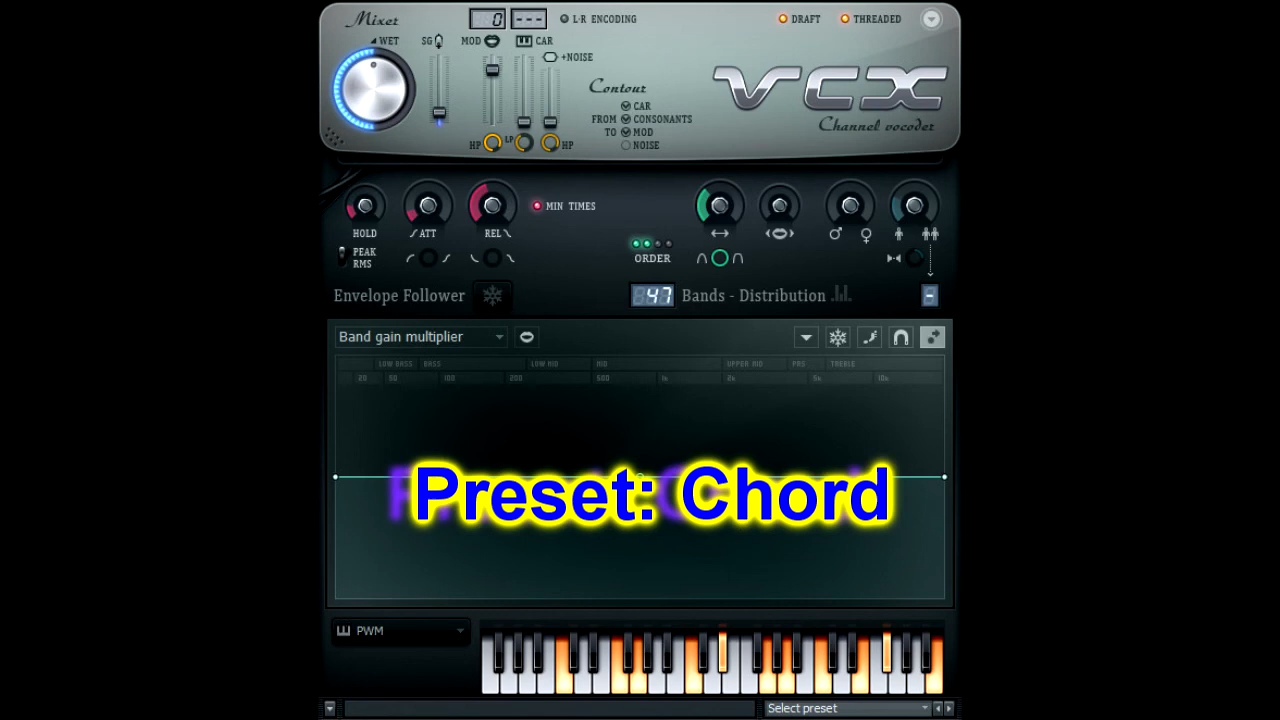 Mixer
0 ---
L-R ENCODING
DRAFT
THREADED
WET
SG
MOD
CAR
+NOISE
VCX
Channel vocoder
Contour
CAR
FROM CONSONANTS
TO MOD
NOISE
HP LP HP
HOLD
ATT
REL
MIN TIMES
PEAK
RMS
ORDER
Envelope Follower
47 Bands - Distribution
-
Band gain multiplier
LOW BASS BASS LOW MID MID UPPER MID PRS TREBLE
20 50 100 200 500 1k 2k 5k 10k
Preset: Chord
PWM
Select preset